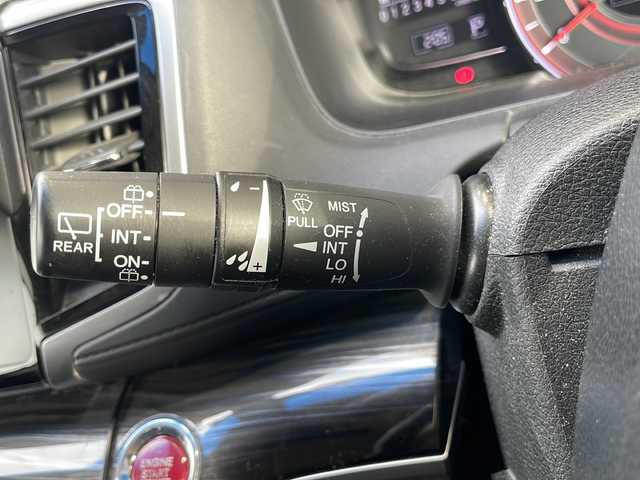 REAR
OFF
INT
ON
-
+
PULL
MIST
OFF
INT
LO
HI
P
ENGINE
START